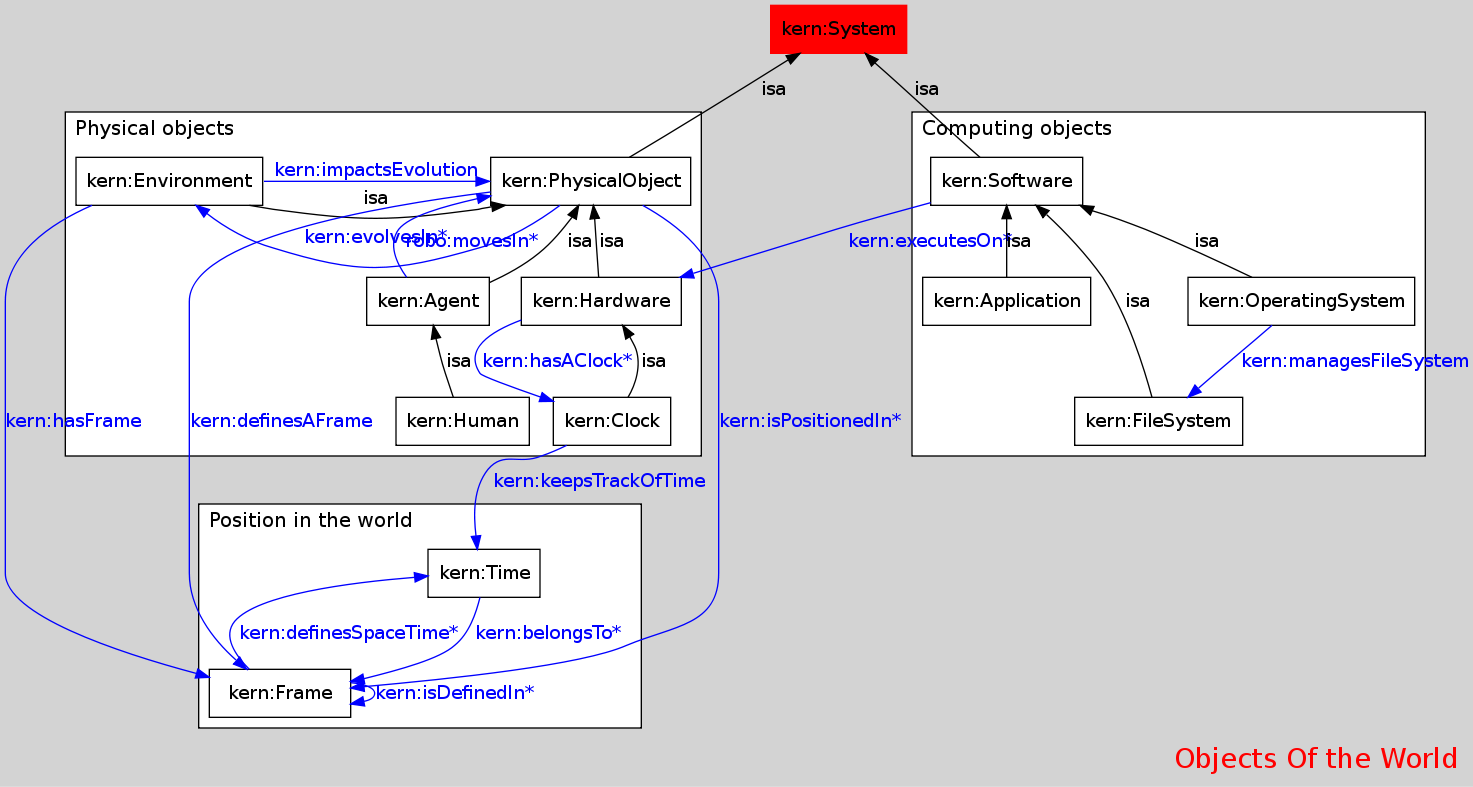 kern:System
isa
isa
Physical objects
Computing objects
kern:Environment
kern:impactsEvolution
kern:PhysicalObject
kern:Software
isa
kern:evolvesIn*
robo:movesIn*
isa
isa
kern:executesOn*
isa
isa
kern:Agent
kern:Hardware
kern:Application
isa
kern:OperatingSystem
isa
kern:hasAClock*
isa
kern:managesFileSystem
kern:hasFrame
kern:definesAFrame
kern:Human
kern:Clock
kern:isPositionedIn*
kern:FileSystem
kern:keepsTrackOfTime
Position in the world
kern:Time
kern:definesSpaceTime*
kern:belongsTo*
kern:Frame
kern:isDefinedIn*
Objects Of the World